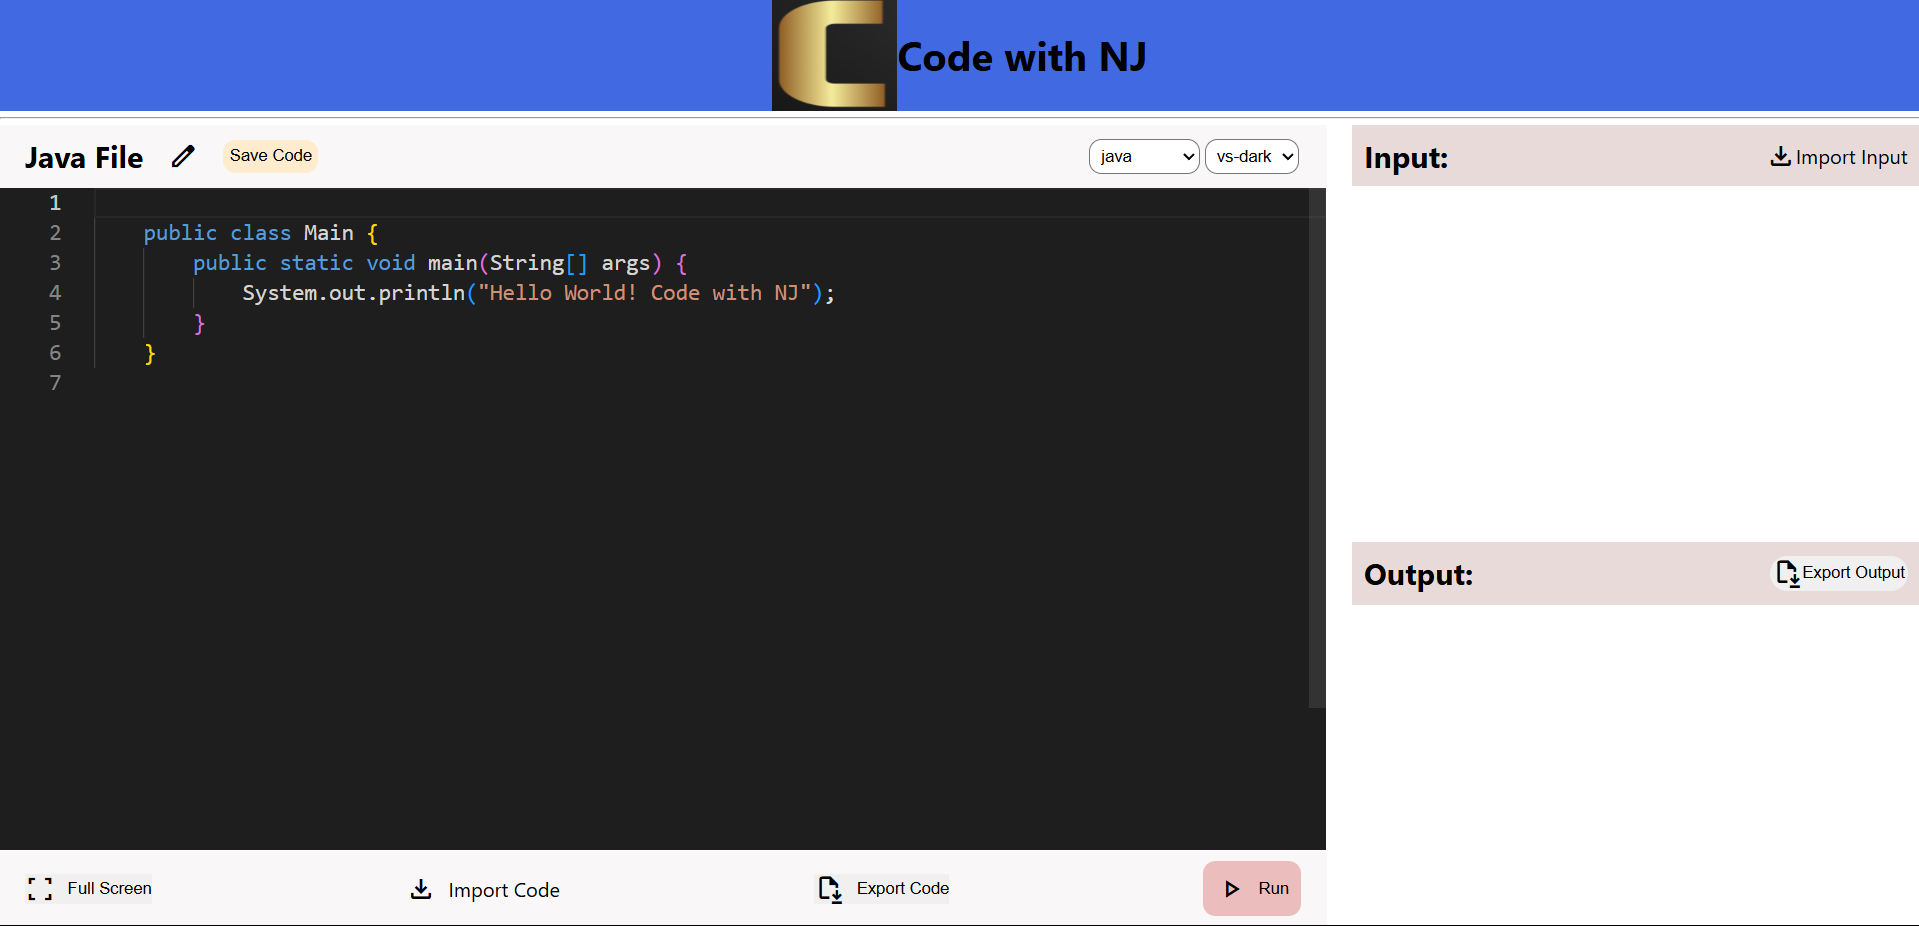 Code with NJ
Java File
Save Code
java
vs-dark
1
2 public class Main {
3 public static void main(String[] args) {
4 System.out.println("Hello World! Code with NJ");
5 }
6 }
7
Full Screen
Import Code
Export Code
Run
Input:
Import Input
Output:
Export Output